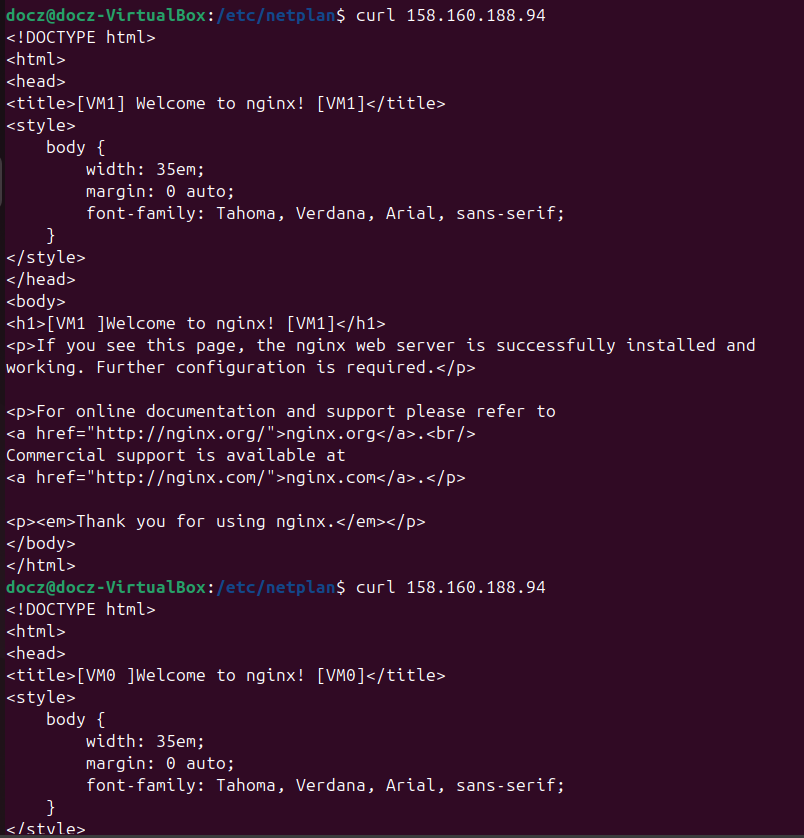 docz@docz-VirtualBox:/etc/netplan$ curl 158.160.188.94
<!DOCTYPE html>
<html>
<head>
<title>[VM1] Welcome to nginx! [VM1]</title>
<style>
    body {
        width: 35em;
        margin: 0 auto;
        font-family: Tahoma, Verdana, Arial, sans-serif;
    }
</style>
</head>
<body>
<h1>[VM1 ]Welcome to nginx! [VM1]</h1>
<p>If you see this page, the nginx web server is successfully installed and
working. Further configuration is required.</p>

<p>For online documentation and support please refer to
<a href="http://nginx.org/">nginx.org</a>.<br/>
Commercial support is available at
<a href="http://nginx.com/">nginx.com</a>.</p>

<p><em>Thank you for using nginx.</em></p>
</body>
</html>
docz@docz-VirtualBox:/etc/netplan$ curl 158.160.188.94
<!DOCTYPE html>
<html>
<head>
<title>[VM0 ]Welcome to nginx! [VM0]</title>
<style>
    body {
        width: 35em;
        margin: 0 auto;
        font-family: Tahoma, Verdana, Arial, sans-serif;
    }
</style>